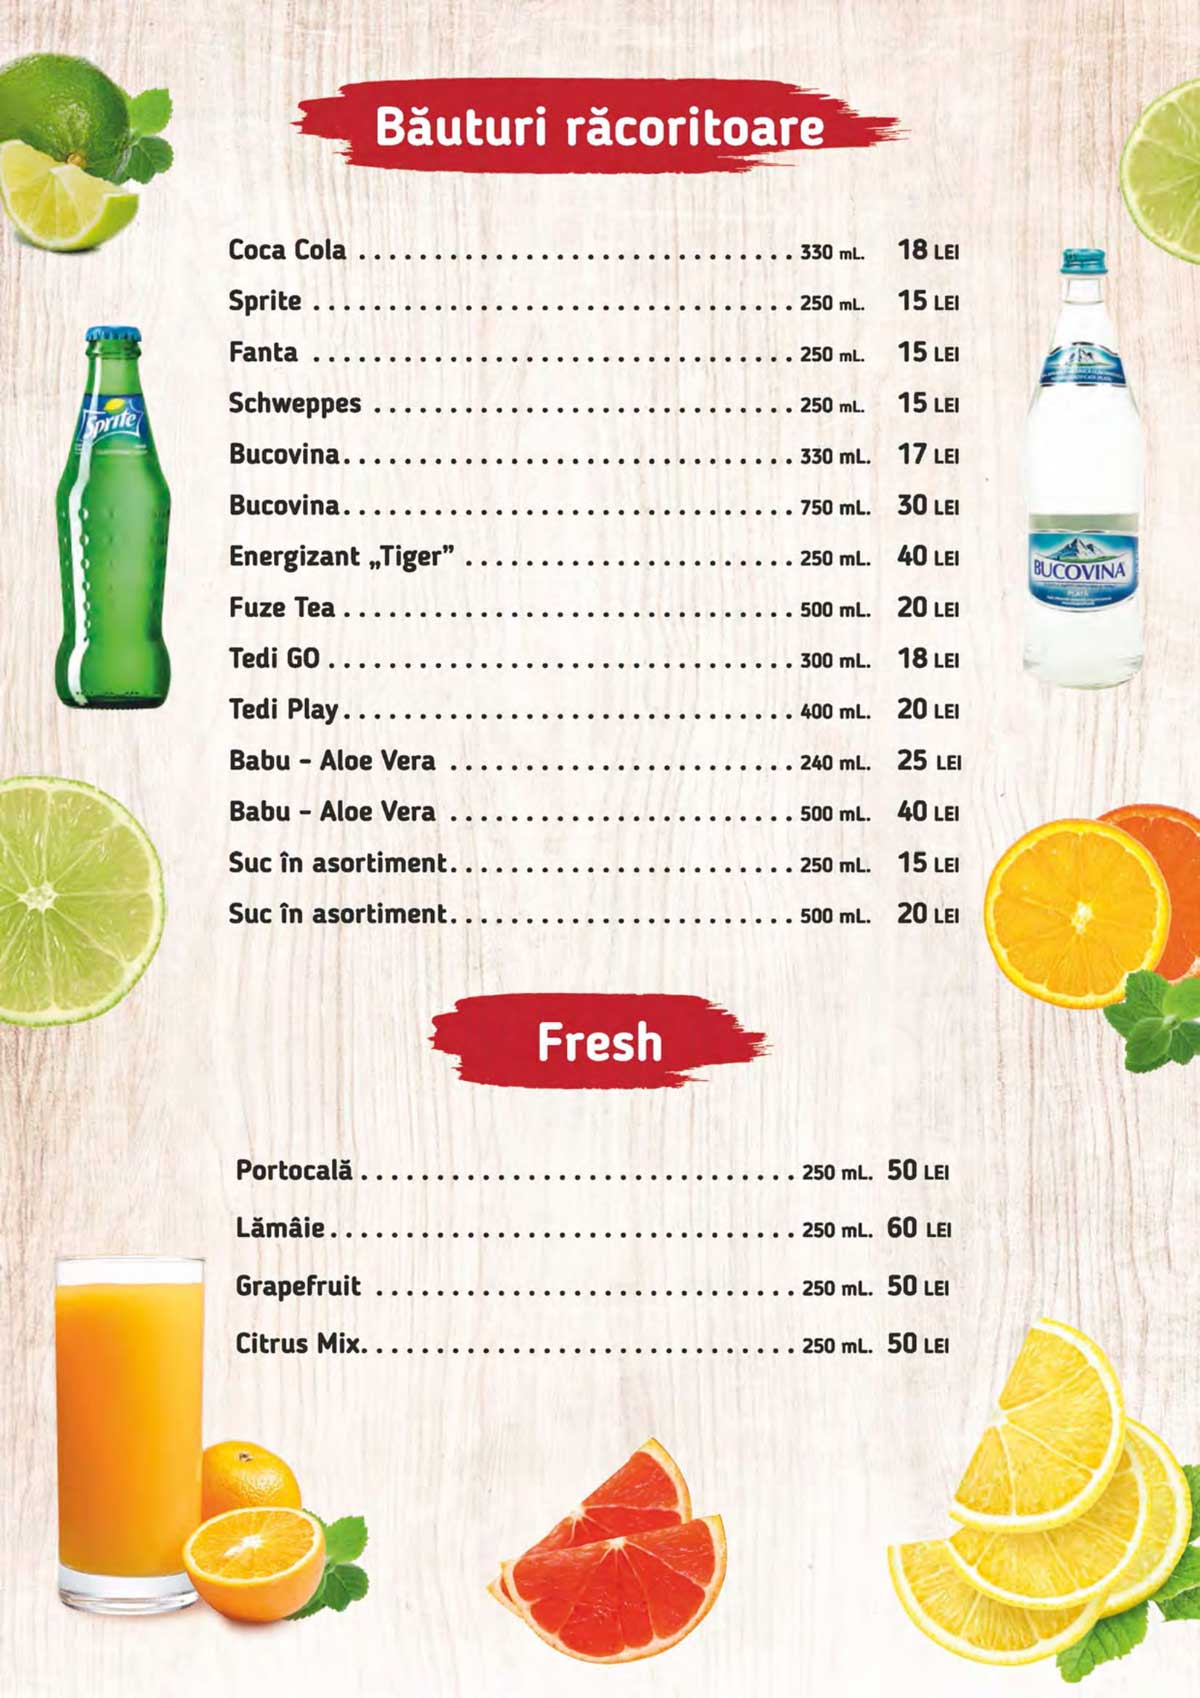 Băuturi răcoritoare
Coca Cola ............................. 330 mL. 18 LEI
Sprite ................................ 250 mL. 15 LEI
Fanta ................................ 250 mL. 15 LEI
Schweppes ............................ 250 mL. 15 LEI
Bucovina.............................. 330 mL. 17 LEI
Bucovina.............................. 750 mL. 30 LEI
Energizant „Tiger” ...................... 250 mL. 40 LEI
Fuze Tea .............................. 500 mL. 20 LEI
Tedi GO ............................... 300 mL. 18 LEI
Tedi Play.............................. 400 mL. 20 LEI
Babu - Aloe Vera ....................... 240 mL. 25 LEI
Babu - Aloe Vera ....................... 500 mL. 40 LEI
Suc în asortiment....................... 250 mL. 15 LEI
Suc în asortiment....................... 500 mL. 20 LEI
Sprite
BUCOVINA
PLATĂ
Fresh
Portocală ............................. 250 mL. 50 LEI
Lămâie............................... 250 mL. 60 LEI
Grapefruit ............................ 250 mL. 50 LEI
Citrus Mix............................. 250 mL. 50 LEI